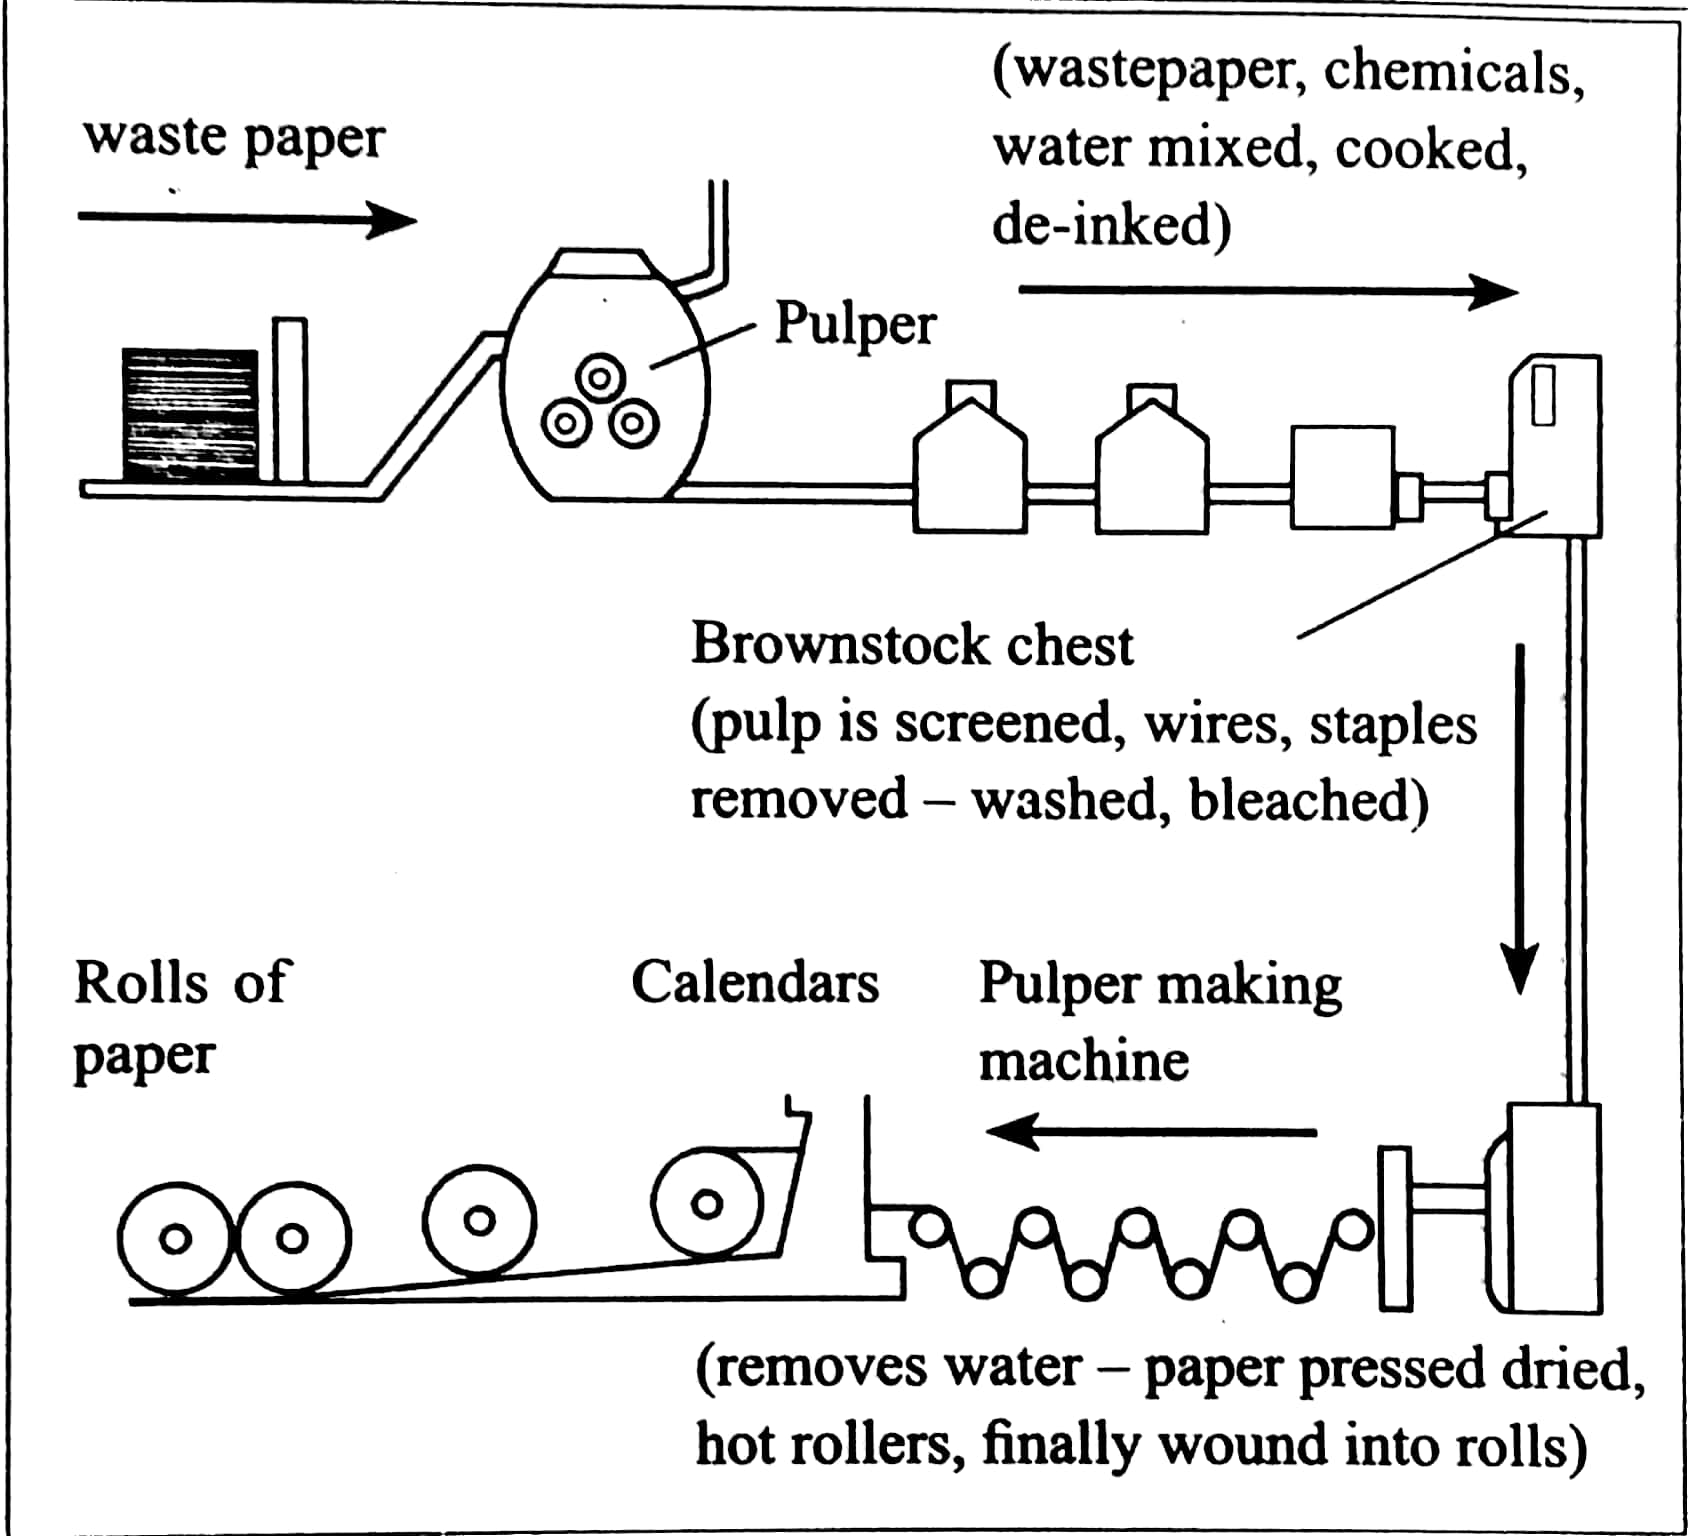 waste paper
(wastepaper, chemicals,
water mixed, cooked,
de-inked)
Pulper
Brownstock chest
(pulp is screened, wires, staples
removed – washed, bleached)
Rolls of
paper
Calendars
Pulper making
machine
(removes water – paper pressed dried,
hot rollers, finally wound into rolls)